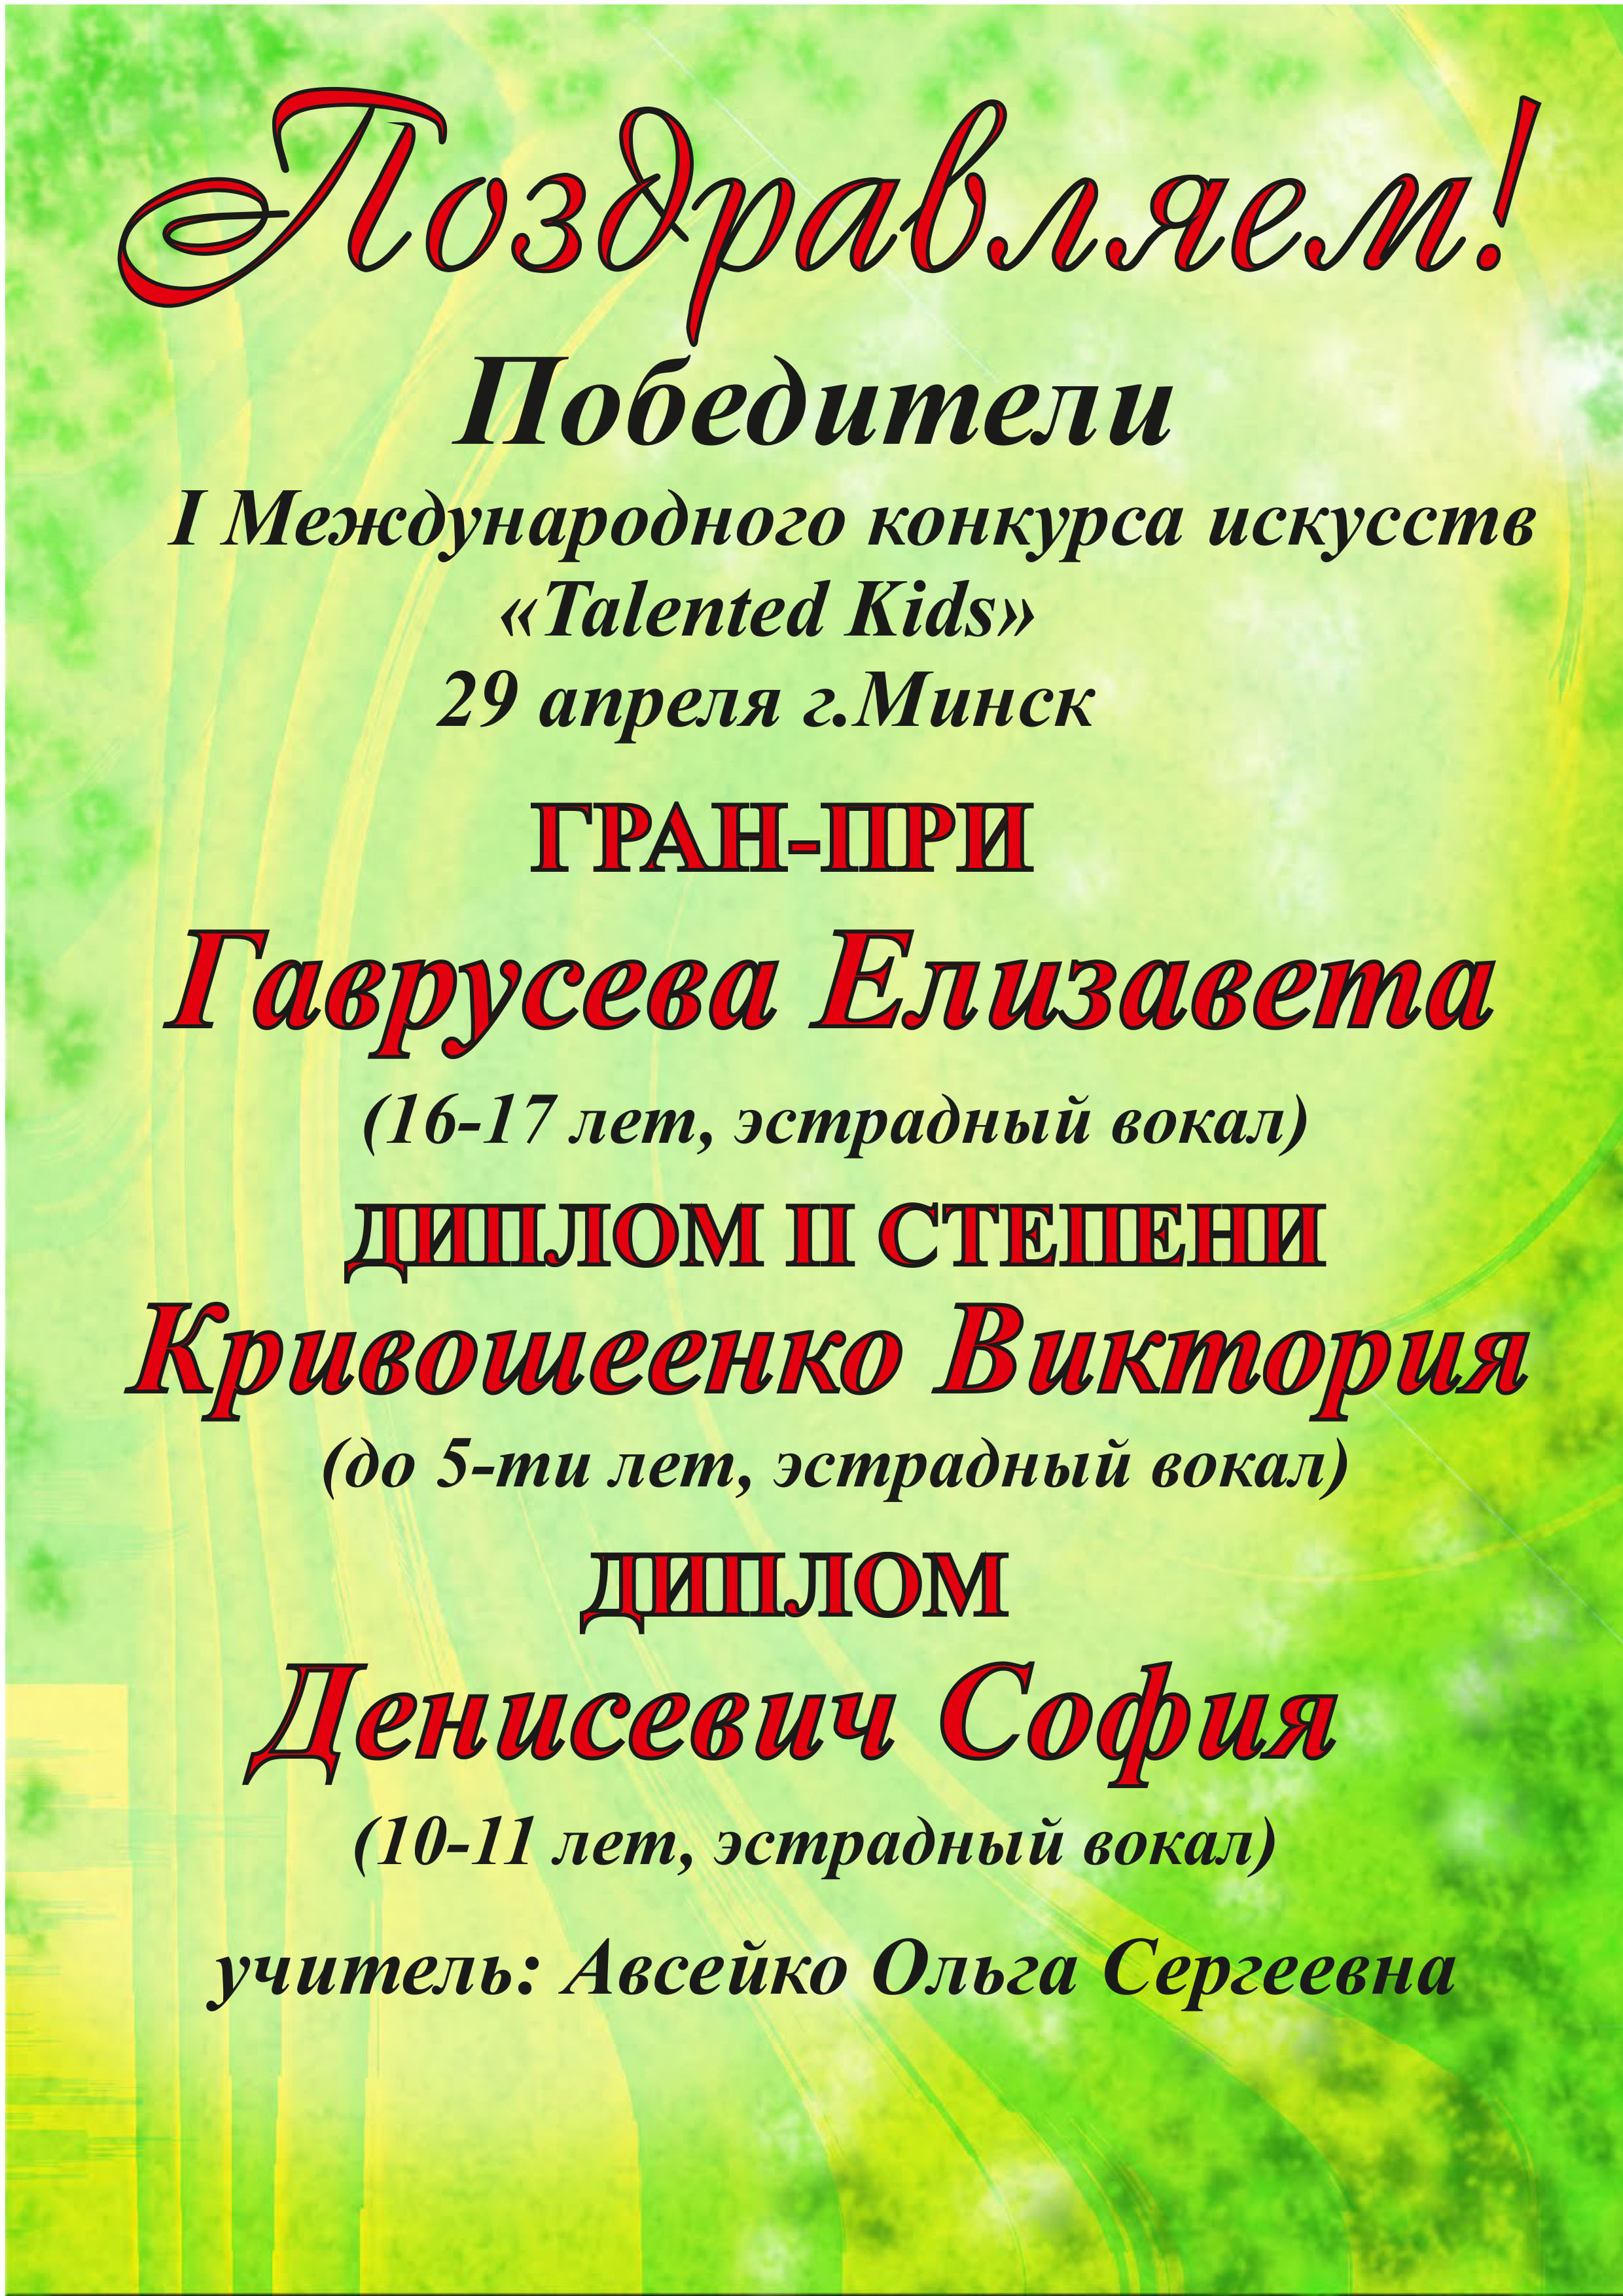 Поздравляем!
Победители
I Международного конкурса искусств
«Talented Kids»
29 апреля г.Минск
ГРАН-ПРИ
Гаврусева Елизавета
(16-17 лет, эстрадный вокал)
ДИПЛОМ II СТЕПЕНИ
Кривошеенко Виктория
(до 5-ти лет, эстрадный вокал)
ДИПЛОМ
Денисевич София
(10-11 лет, эстрадный вокал)
учитель: Авсейко Ольга Сергеевна